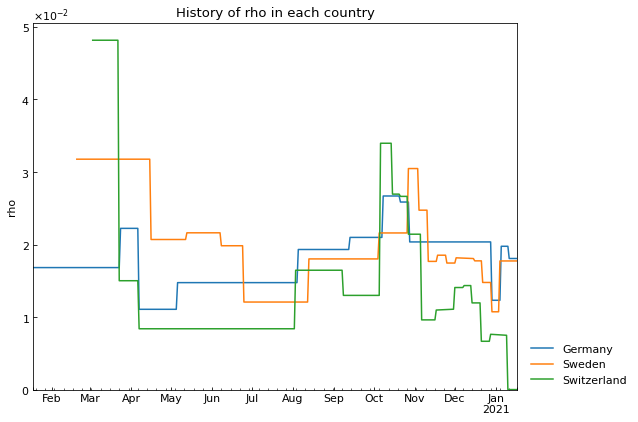 History of rho in each country
×10⁻²
5
4
3
2
1
0
rho
Feb Mar Apr May Jun Jul Aug Sep Oct Nov Dec Jan
2021
Germany
Sweden
Switzerland